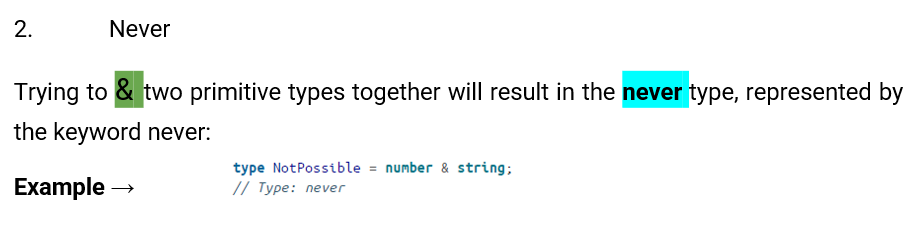 2. Never
Trying to & two primitive types together will result in the never type, represented by
the keyword never:
type NotPossible = number & string;
Example → // Type: never